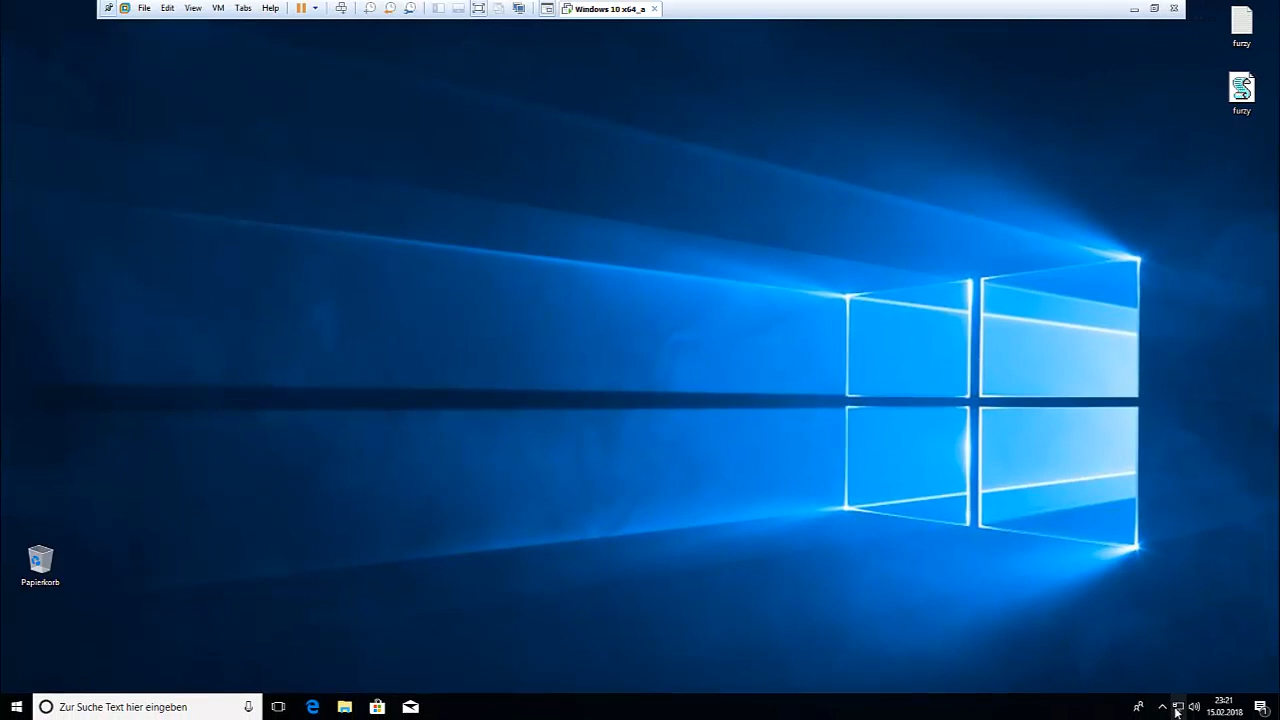 File Edit View VM Tabs Help Windows 10 x64_a
furzy
furzy
Papierkorb
Zur Suche Text hier eingeben
23:21
15.02.2018
1